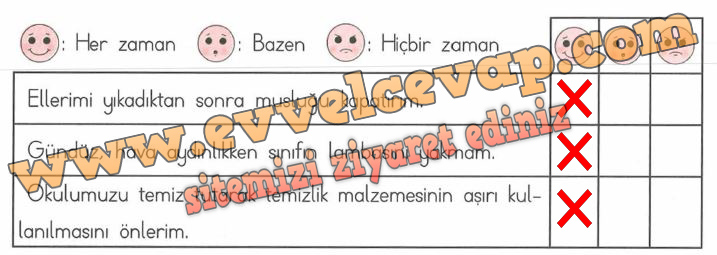 : Her zaman : Bazen : Hiçbir zaman
Ellerimi yıkadıktan sonra musluğu kapatırım.
Gündüz, hava aydınlıkken sınıfın lambasını yakmam.
Okulumuzu temiz tutarak temizlik malzemesinin aşırı kul-
lanılmasını önlerim.
www.evvelcevap.com
sitemizi ziyaret ediniz